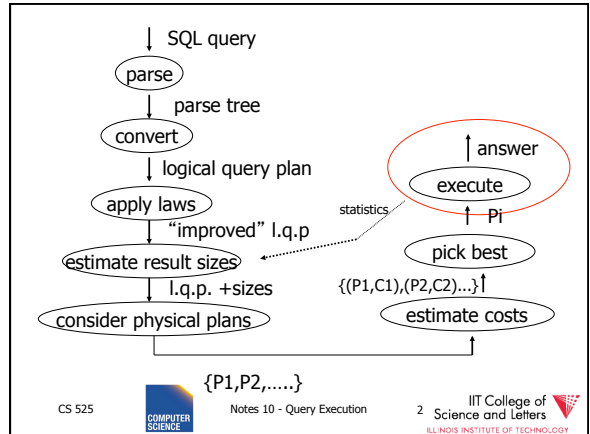 SQL query
parse
parse tree
convert
logical query plan
apply laws
“improved” l.q.p
estimate result sizes
l.q.p. +sizes
consider physical plans
{P1,P2,…..}
estimate costs
{(P1,C1),(P2,C2)...}
pick best
Pi
execute
answer
statistics
CS 525
COMPUTER
SCIENCE
Notes 10 - Query Execution
2
IIT College of
Science and Letters
ILLINOIS INSTITUTE OF TECHNOLOGY